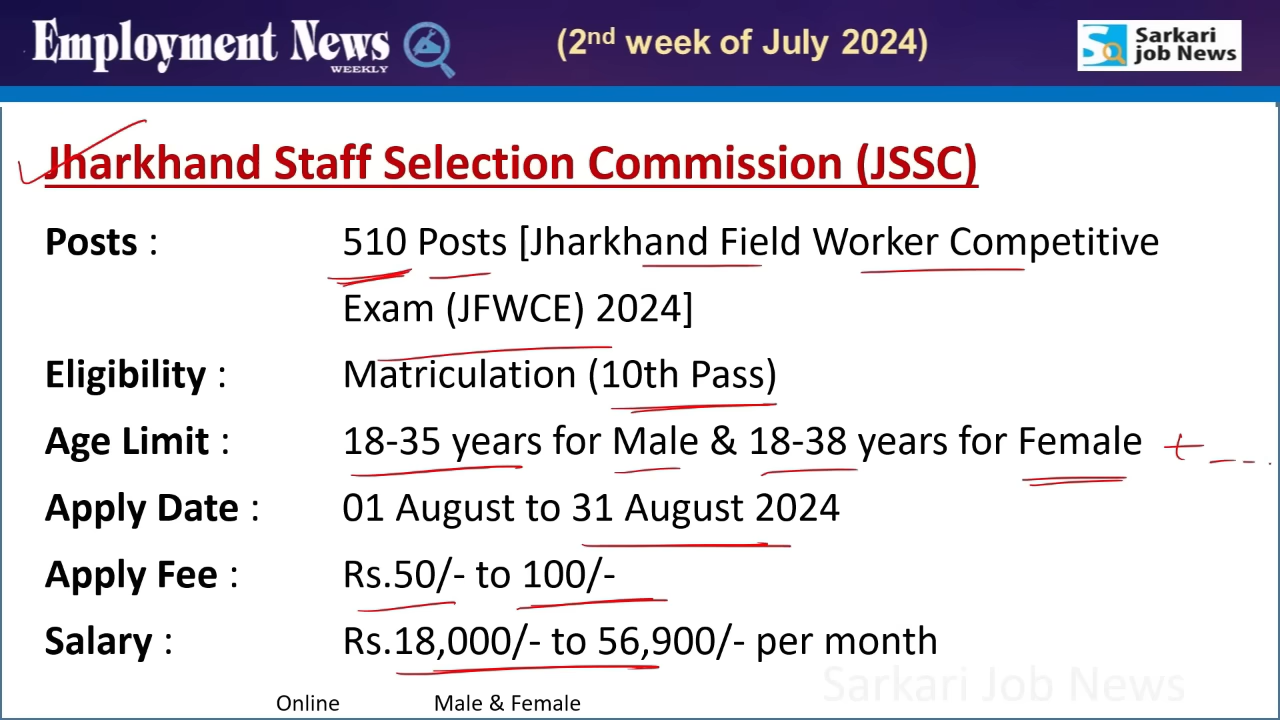 Employment News
WEEKLY
(2nd week of July 2024)
Sarkari
Job News
Jharkhand Staff Selection Commission (JSSC)
Posts : 510 Posts [Jharkhand Field Worker Competitive
Exam (JFWCE) 2024]
Eligibility : Matriculation (10th Pass)
Age Limit : 18-35 years for Male & 18-38 years for Female +
Apply Date : 01 August to 31 August 2024
Apply Fee : Rs.50/- to 100/-
Salary : Rs.18,000/- to 56,900/- per month
Sarkari Job News
Online Male & Female